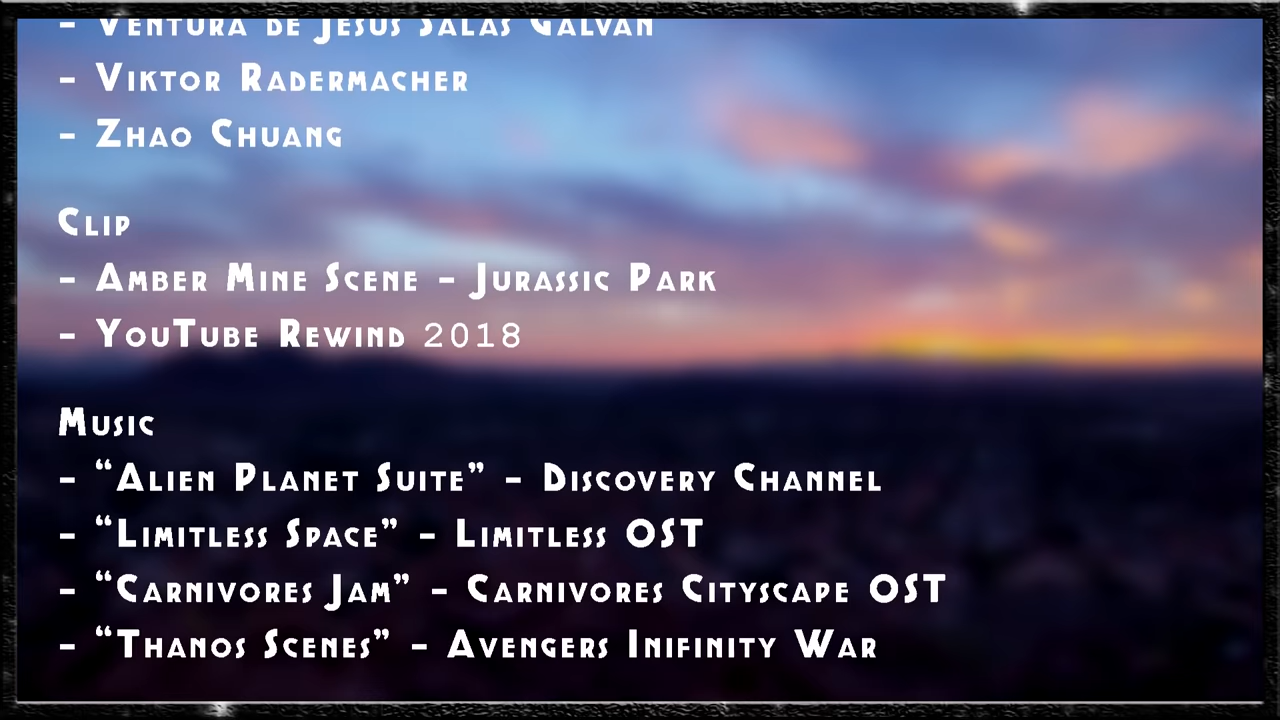 - Ventura de Jesus Salas Galvan
- Viktor Radermacher
- Zhao Chuang
Clip
- Amber Mine Scene - Jurassic Park
- YouTube Rewind 2018
Music
- “Alien Planet Suite” - Discovery Channel
- “Limitless Space” - Limitless OST
- “Carnivores Jam” - Carnivores Cityscape OST
- “Thanos Scenes” - Avengers Inifinity War